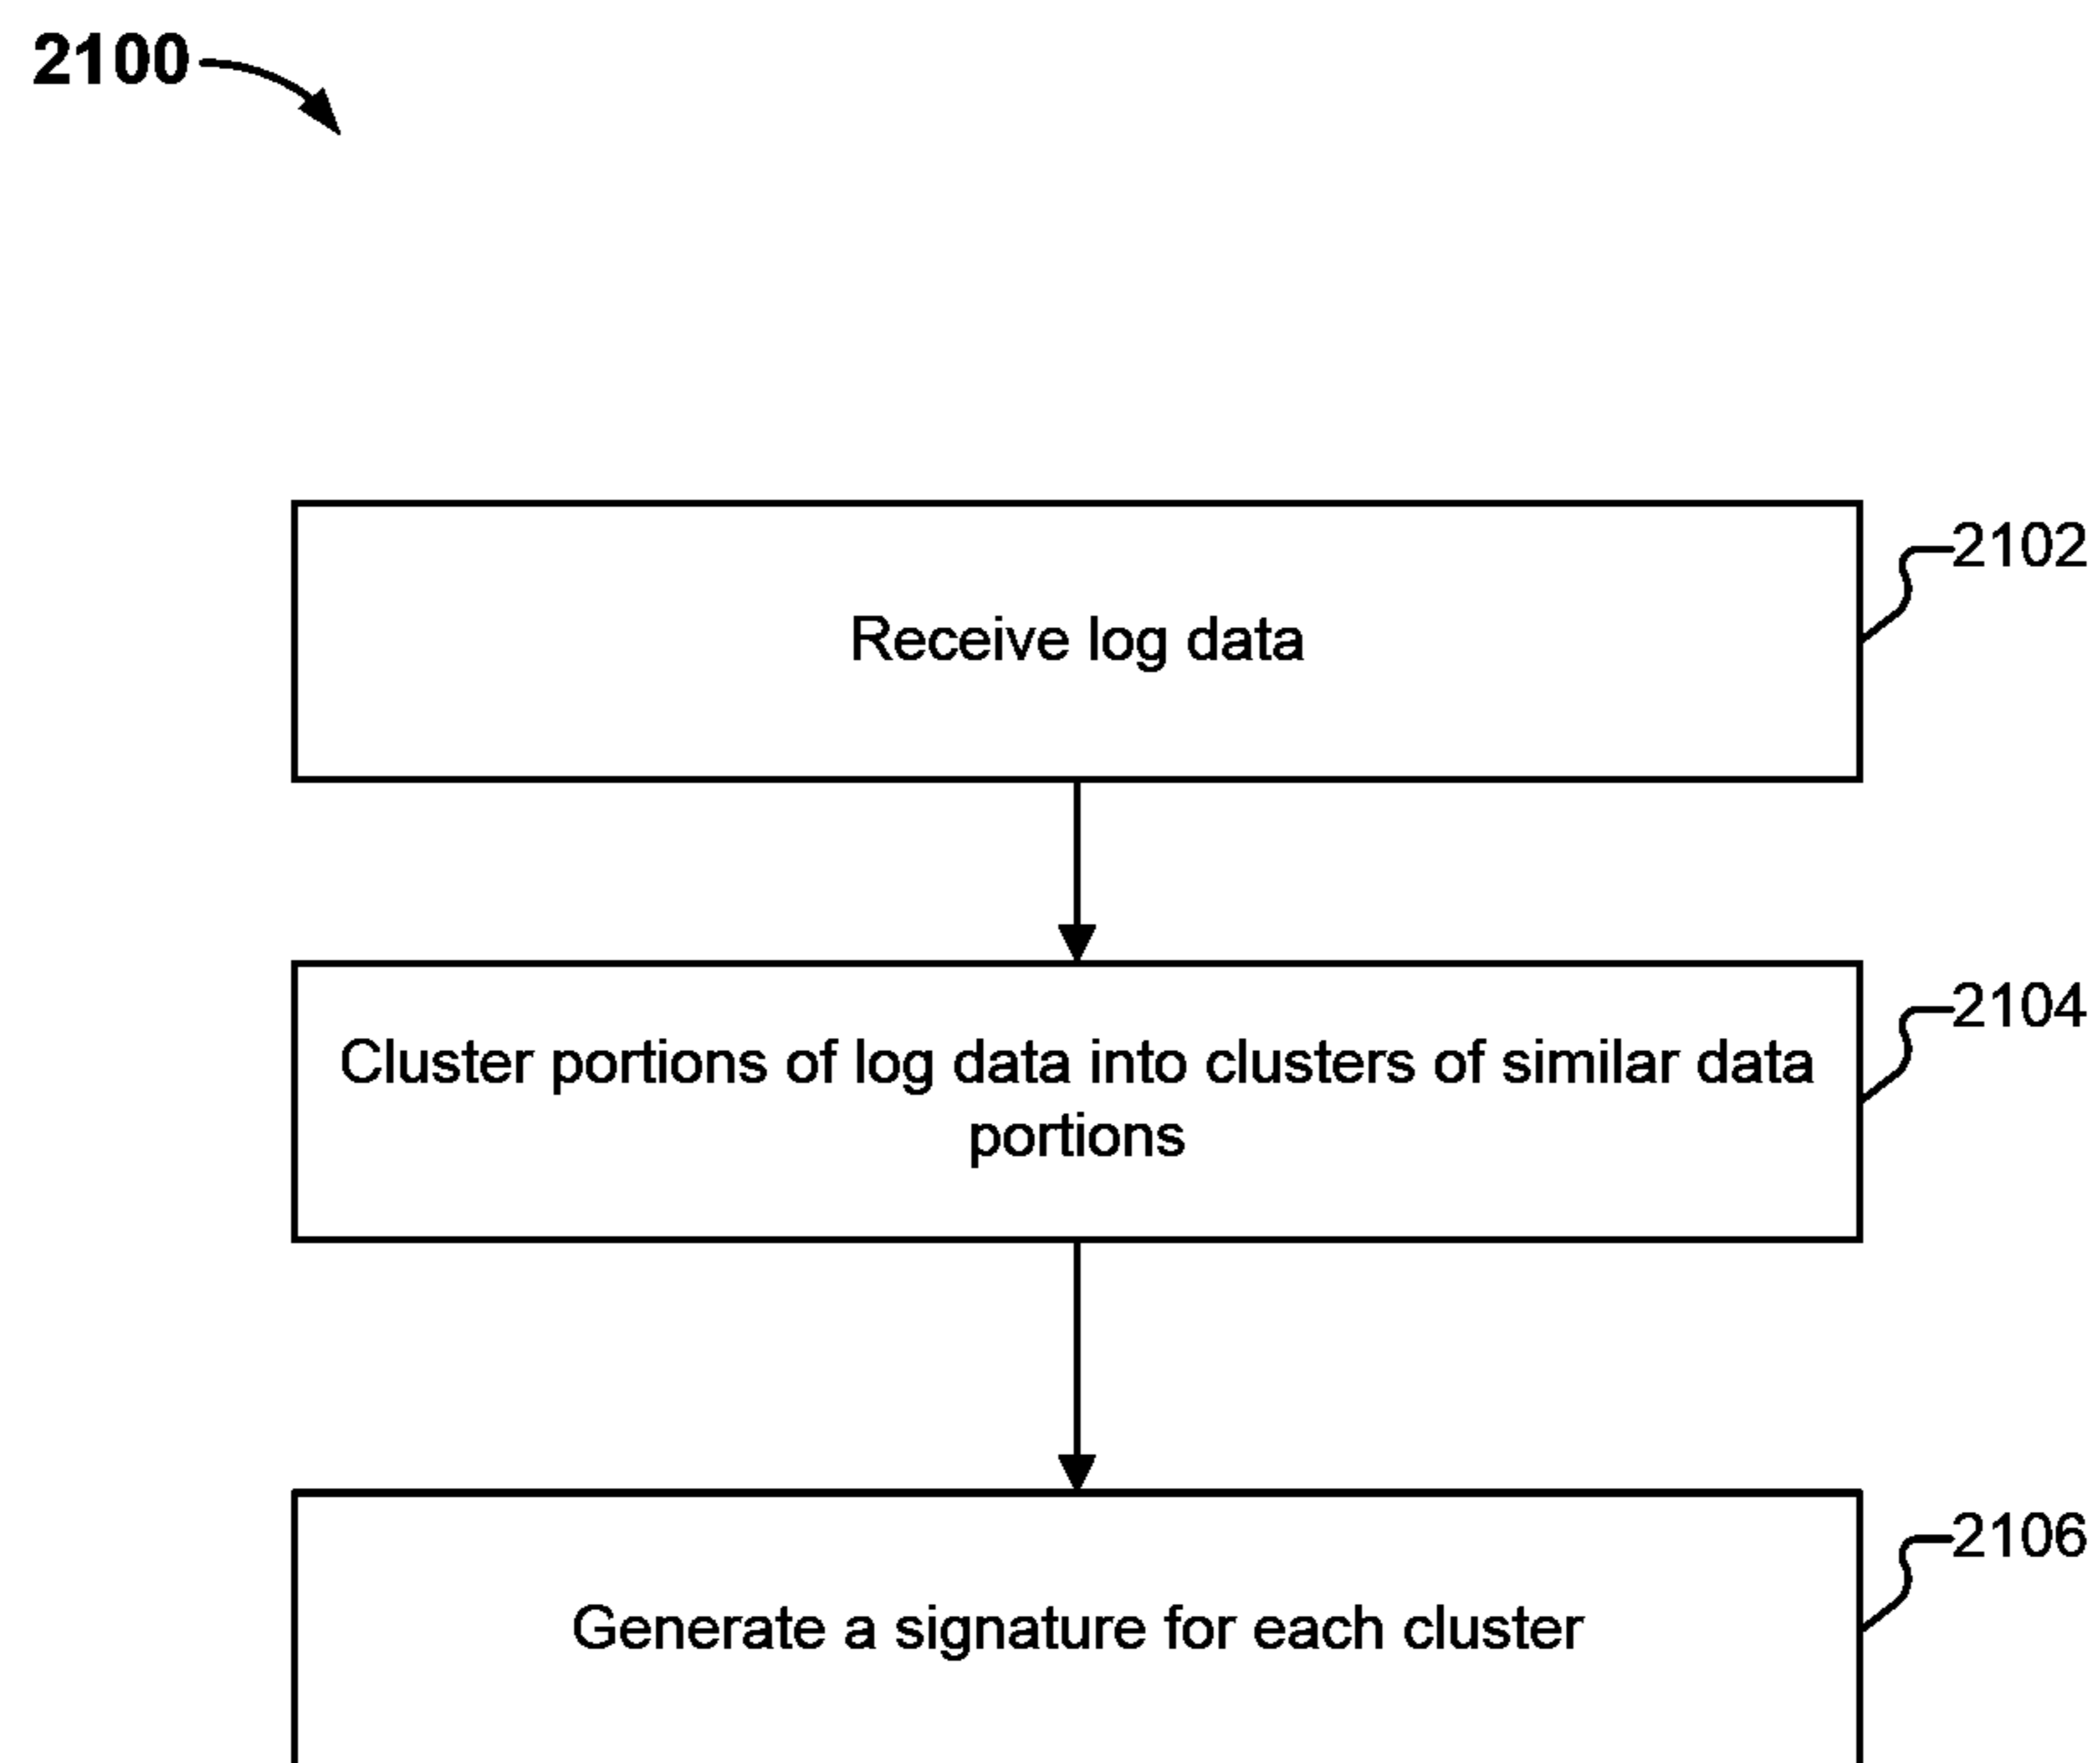 2100
2102
Receive log data
2104
Cluster portions of log data into clusters of similar data
portions
2106
Generate a signature for each cluster